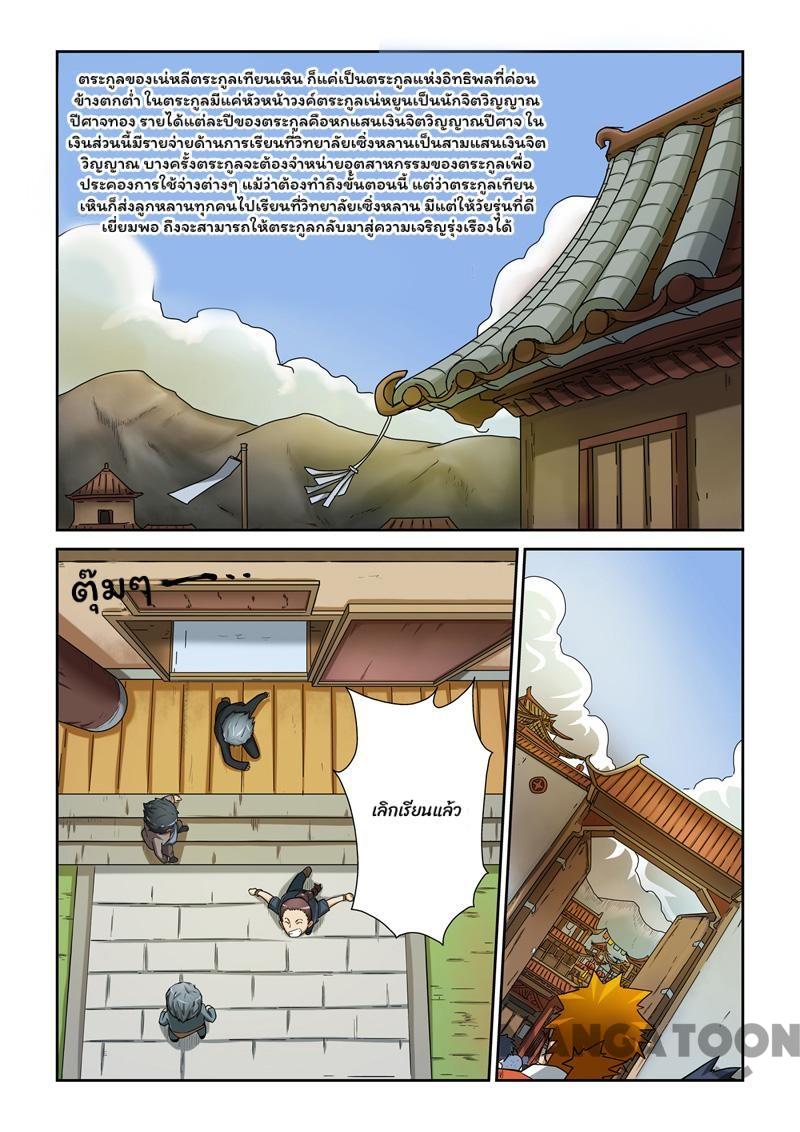 ตระกูลของเน่หลีตระกูลเทียนเหิน ก็แค่เป็นตระกูลแห่งอิทธิพลที่ค่อน
ข้างตกต่ำ ในตระกูลมีแค่หัวหน้าวงค์ตระกูลเน่หยูนเป็นนักจิตวิญญาณ
ปีศาจทอง รายได้แต่ละปีของตระกูลคือหกแสนเงินจิตวิญญาณปีศาจ ใน
เงินส่วนนี้มีรายจ่ายด้านการเรียนที่วิทยาลัยเซิ่งหลานเป็นสามแสนเงินจิต
วิญญาณ บางครั้งตระกูลจะต้องจำหน่ายอุตสาหกรรมของตระกูลเพื่อ
ประคองการใช้จ่างต่างๆ แม้ว่าต้องทำถึงขั้นตอนนี้ แต่ว่าตระกูลเทียน
เหินก็ส่งลูกหลานทุกคนไปเรียนที่วิทยาลัยเซิ่งหลาน มีแต่ให้วัยรุ่นที่ดี
เยี่ยมพอ ถึงจะสามารถให้ตระกูลกลับมาสู่ความเจริญรุ่งเรืองได้
ตุ๊มๆ
เลิกเรียนแล้ว
ANGATOON